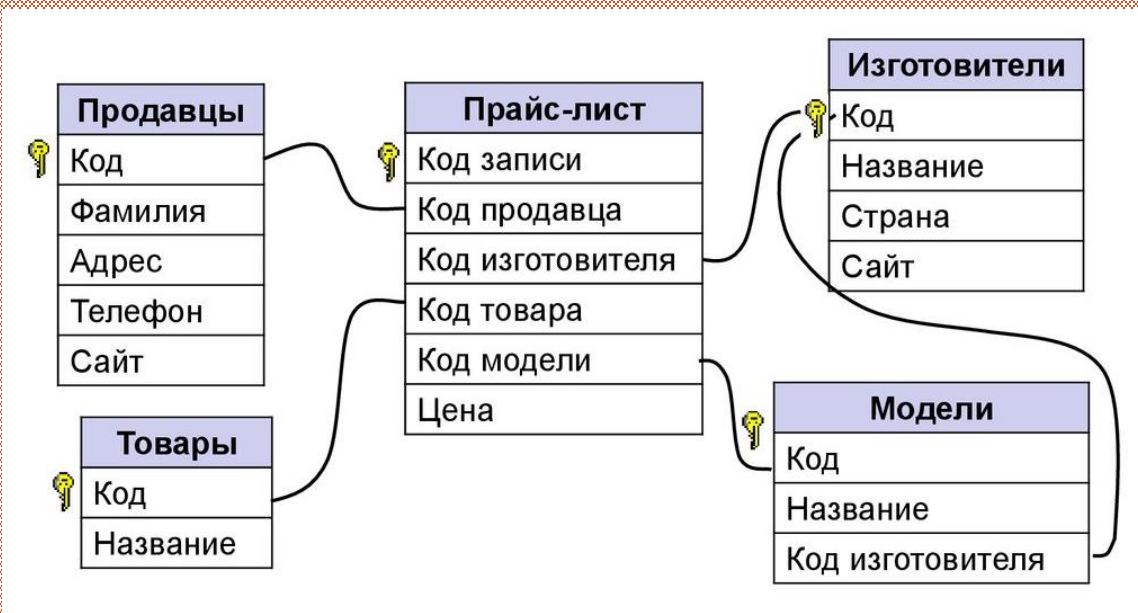 Продавцы
Код
Фамилия
Адрес
Телефон
Сайт
Товары
Код
Название
Прайс-лист
Код записи
Код продавца
Код изготовителя
Код товара
Код модели
Цена
Изготовители
Код
Название
Страна
Сайт
Модели
Код
Название
Код изготовителя